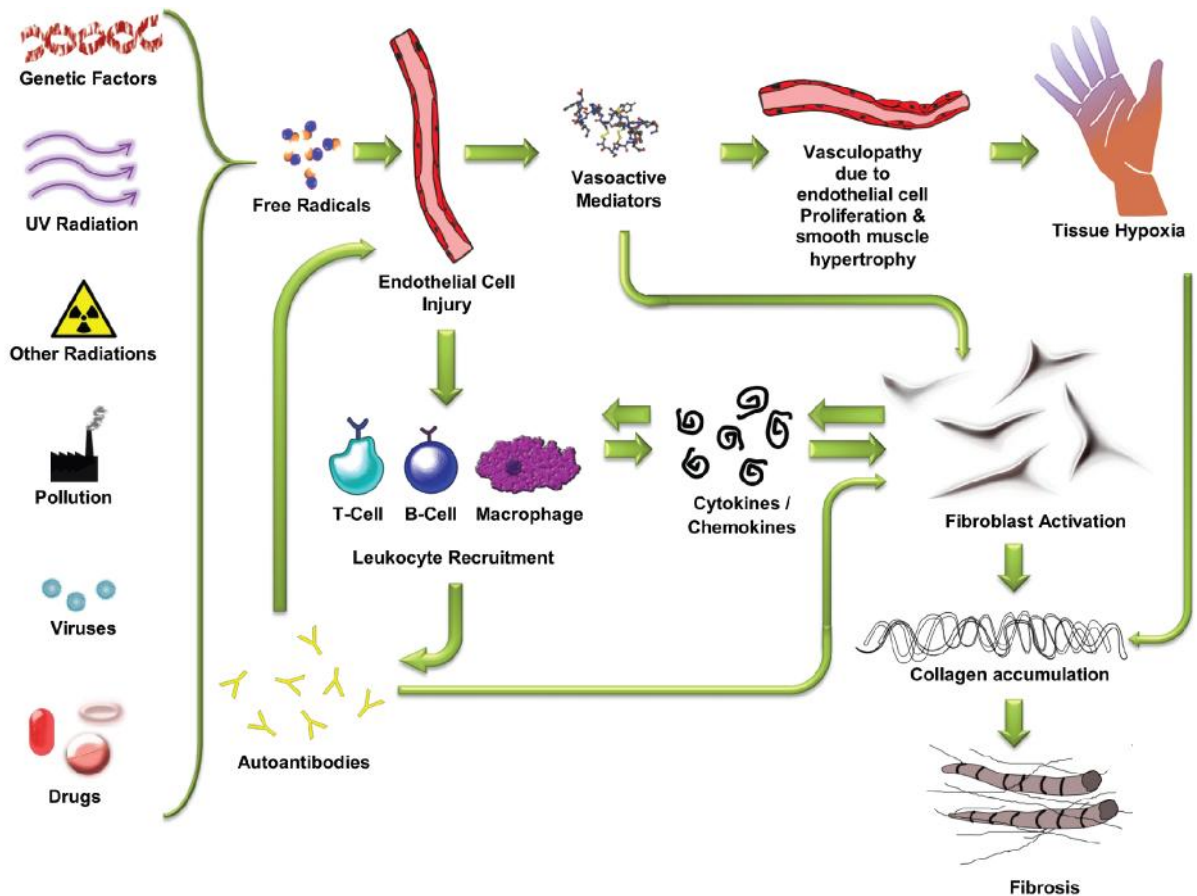 Genetic Factors
UV Radiation
Other Radiations
Pollution
Viruses
Drugs
Free Radicals
Endothelial Cell
Injury
Vasoactive
Mediators
Vasculopathy
due to
endothelial cell
Proliferation &
smooth muscle
hypertrophy
Tissue Hypoxia
T-Cell
B-Cell
Macrophage
Leukocyte Recruitment
Cytokines /
Chemokines
Fibroblast Activation
Autoantibodies
Collagen accumulation
Fibrosis